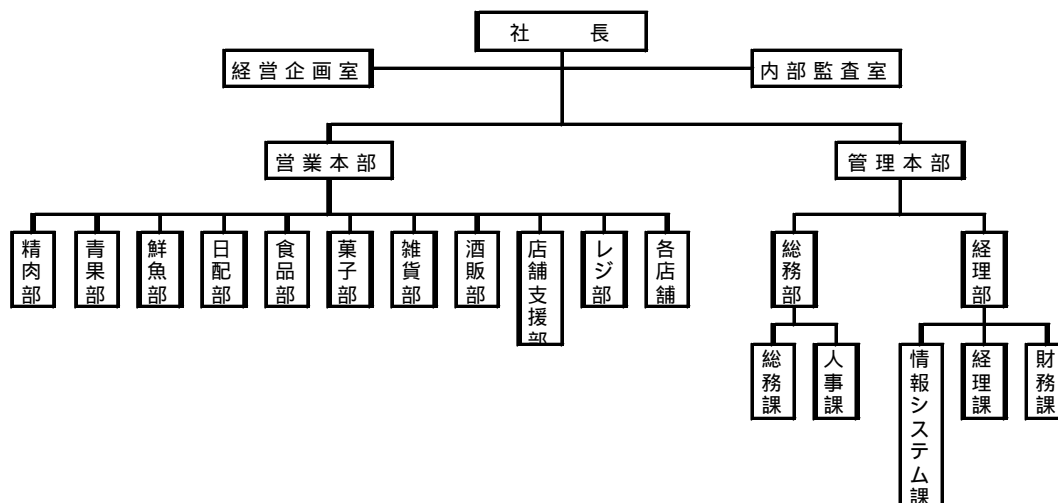 社長
経営企画室
内部監査室
営業本部
管理本部
精肉部
青果部
鮮魚部
日配部
食品部
菓子部
雑貨部
酒販部
店舗支援部
レジ部
各店舗
総務部
経理部
総務課
人事課
情報システム課
経理課
財務課